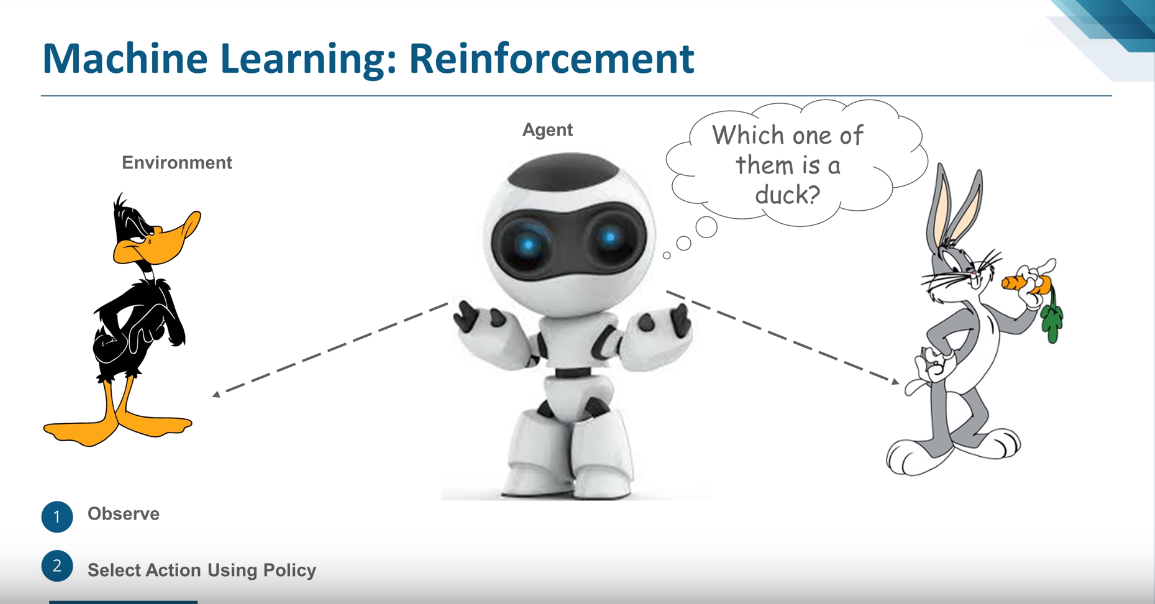 Machine Learning: Reinforcement
Agent
Which one of
them is a
duck?
Environment
1 Observe
2 Select Action Using Policy